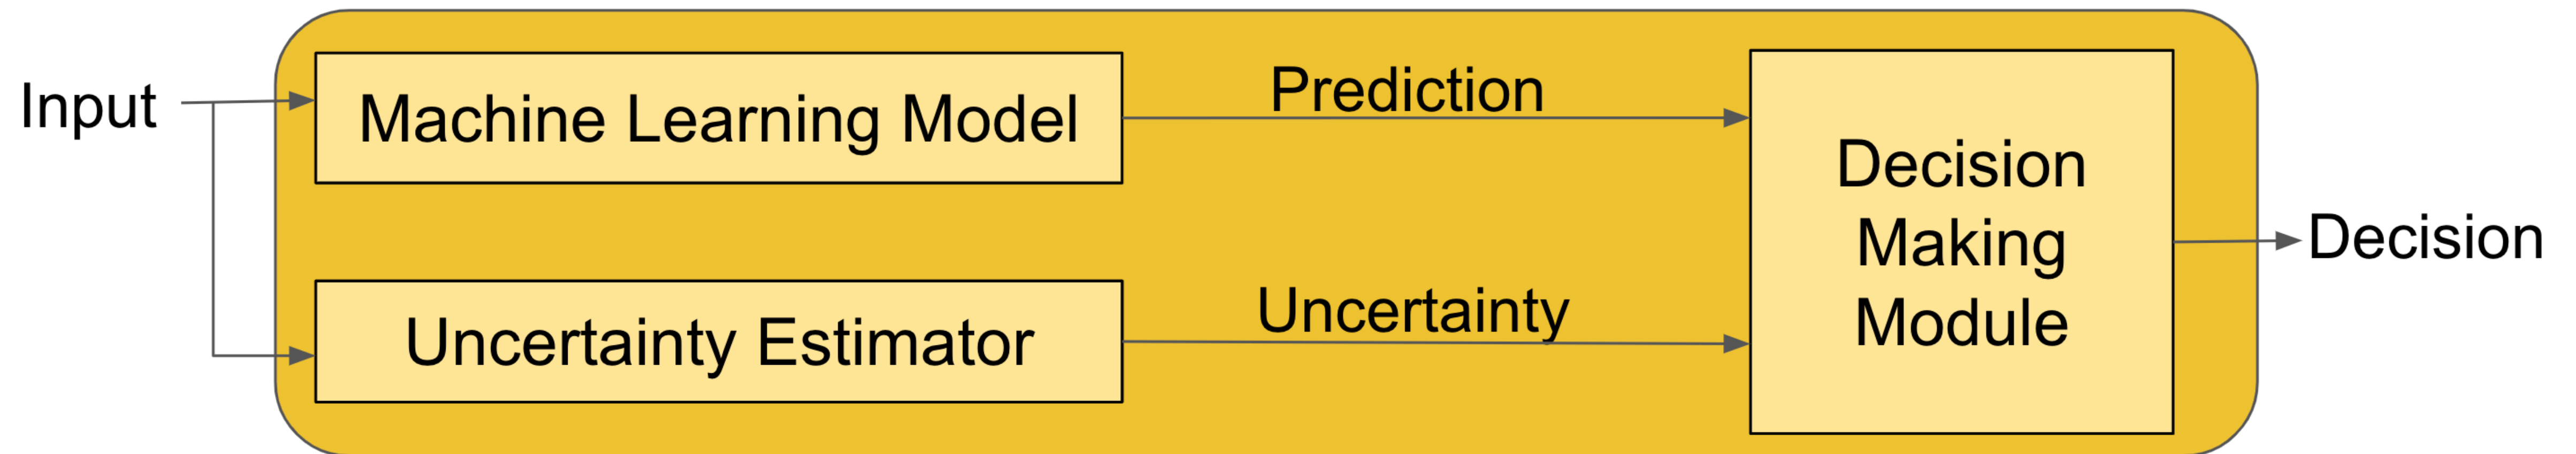 Input
Machine Learning Model
Prediction
Uncertainty Estimator
Uncertainty
Decision
Making
Module
Decision